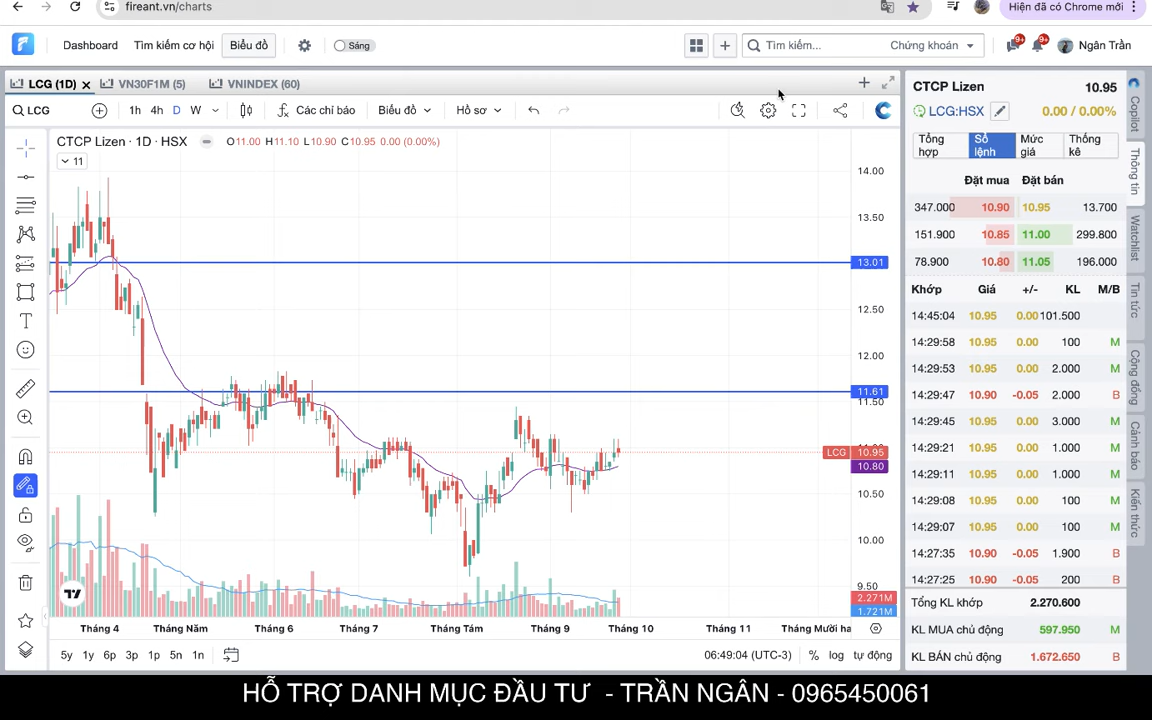 fireant.vn/charts
Hiện đã có Chrome mới
Dashboard Tìm kiếm cơ hội Biểu đồ Sáng Tìm kiếm... Chứng khoán 9+ 9+ Ngân Trần
LCG (1D) VN30F1M (5) VNINDEX (60)
LCG 1h 4h D W Các chỉ báo Biểu đồ Hồ sơ
CTCP Lizen · 1D · HSX O11.00 H11.10 L10.90 C10.95 0.00 (0.00%)
11
14.00
13.50
13.01
12.50
12.00
11.61
11.50
LCG 10.95
10.80
10.50
10.00
9.50
2.271M
1.721M
Tháng 4 Tháng Năm Tháng 6 Tháng 7 Tháng Tám Tháng 9 Tháng 10 Tháng 11 Tháng Mười ha
5y 1y 6p 3p 1p 5n 1n 06:49:04 (UTC-3) % log tự động
CTCP Lizen 10.95
LCG:HSX 0.00 / 0.00%
Tổng hợp Sổ lệnh Mức giá Thống kê
Đặt mua Đặt bán
347.000 10.90 10.95 13.700
151.900 10.85 11.00 299.800
78.900 10.80 11.05 196.000
Khớp Giá +/- KL M/B
14:45:04 10.95 0.00 101.500
14:29:58 10.95 0.00 100 M
14:29:53 10.95 0.00 2.000 M
14:29:47 10.90 -0.05 2.000 B
14:29:45 10.95 0.00 3.000 M
14:29:21 10.95 0.00 1.000 M
14:29:11 10.95 0.00 1.000 M
14:29:08 10.95 0.00 100 M
14:29:07 10.95 0.00 100 M
14:27:35 10.90 -0.05 1.900 B
14:27:25 10.90 -0.05 200 B
Tổng KL khớp 2.270.600
KL MUA chủ động 597.950 M
KL BÁN chủ động 1.672.650 B
Copilot
Thông tin
Watchlist
Tin tức
Cộng đồng
Cảnh báo
Kiến thức
HỖ TRỢ DANH MỤC ĐẦU TƯ - TRẦN NGÂN - 0965450061